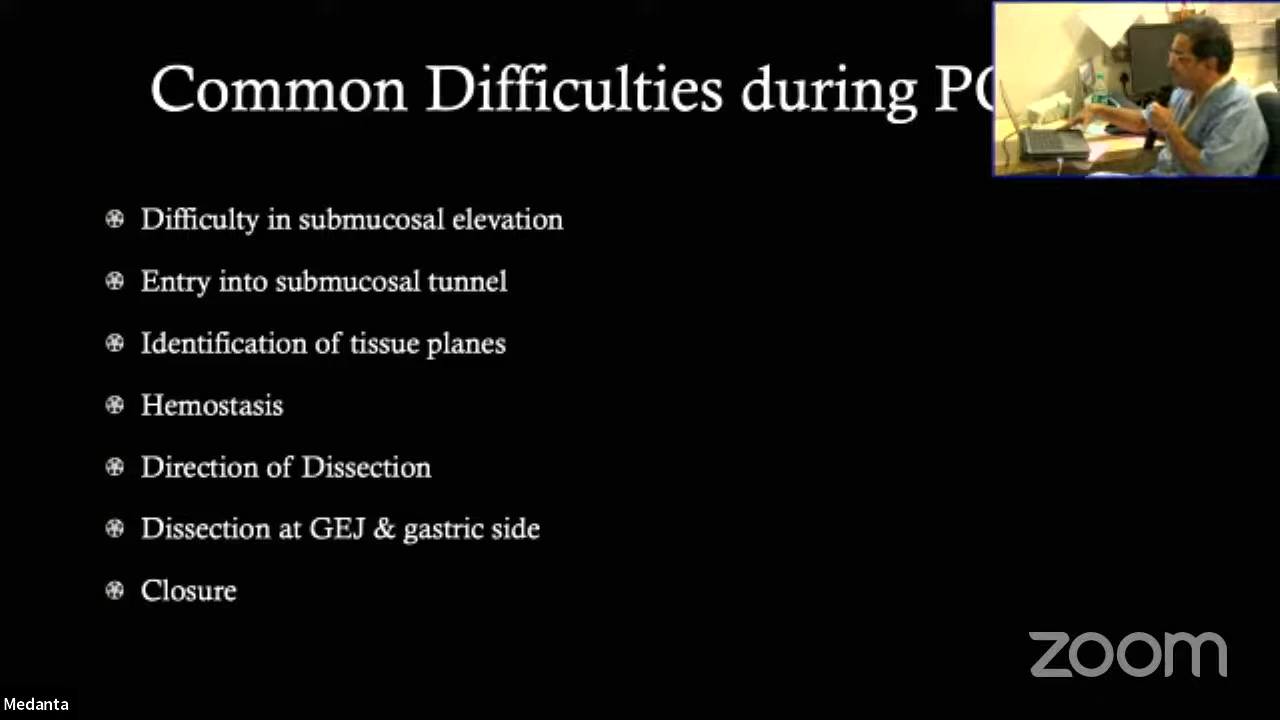 Common Difficulties during
Difficulty in submucosal elevation
Entry into submucosal tunnel
Identification of tissue planes
Hemostasis
Direction of Dissection
Dissection at GEJ & gastric side
Closure
zoom
Medanta